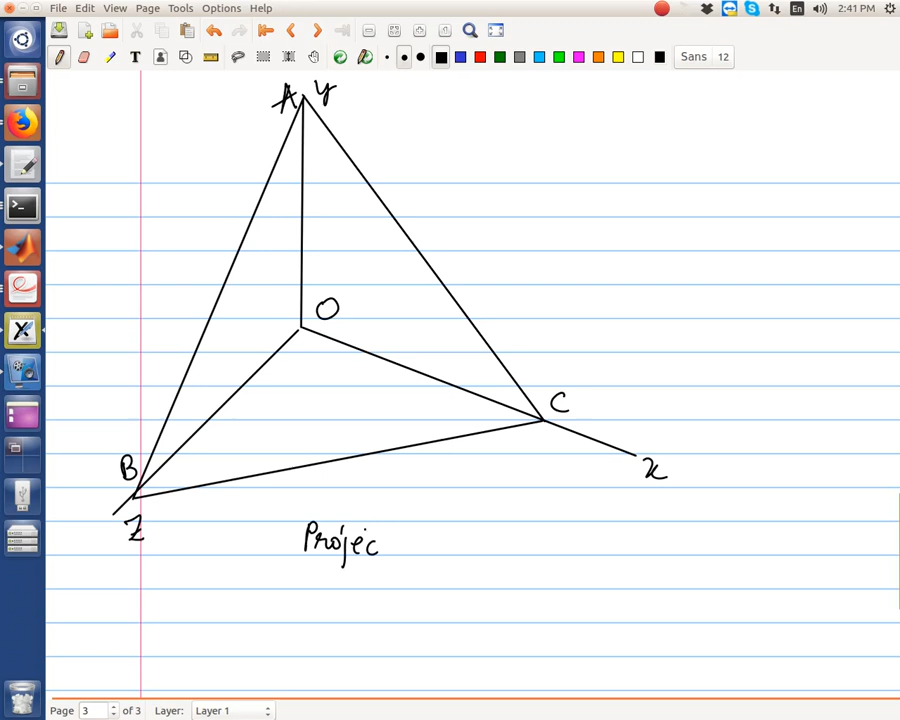 File Edit View Page Tools Options Help
En 2:41 PM
Sans 12
A y
O
C
B
x
Z
Projec
Page 3 of 3 Layer: Layer 1